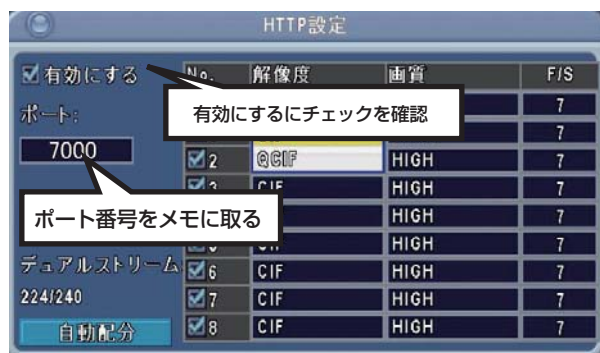 HTTP設定
有効にする
No. 解像度 画質 F/S
有効にするにチェックを確認
ポート:
7
7
7000
2 QCIF HIGH 7
3 CIF HIGH 7
ポート番号をメモに取る
HIGH 7
HIGH 7
デュアルストリーム
6 CIF HIGH 7
224/240
7 CIF HIGH 7
自動配分
8 CIF HIGH 7